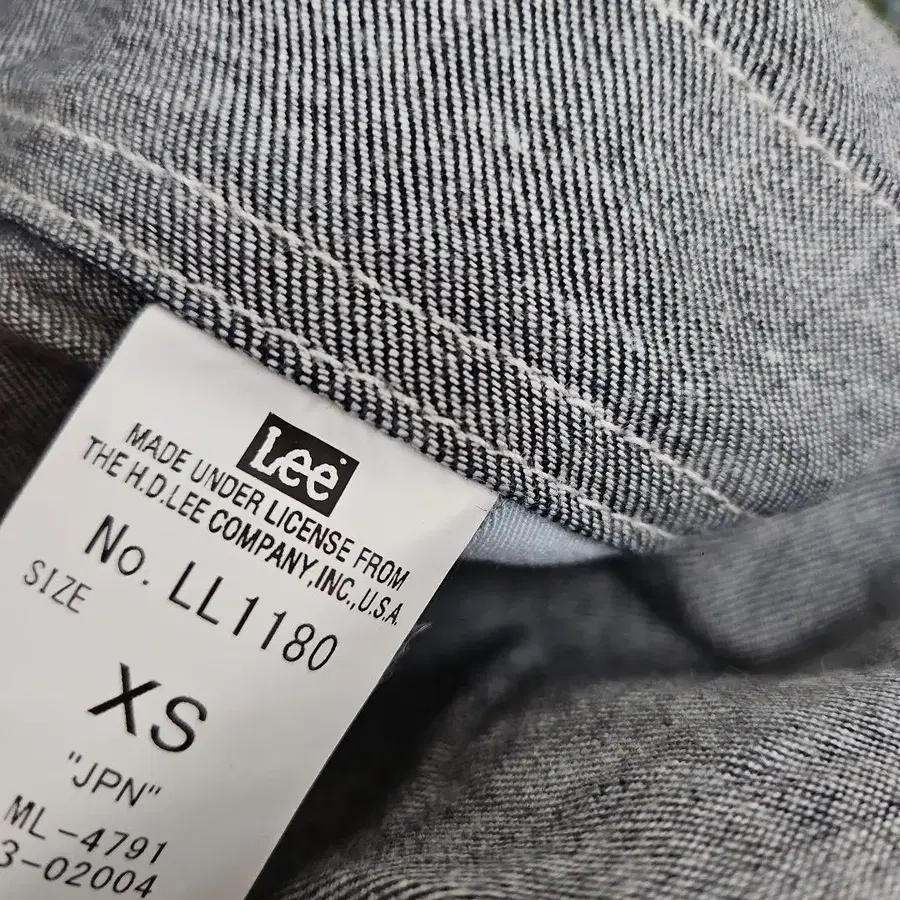 Lee
MADE UNDER LICENSE FROM
THE H.D.LEE COMPANY,INC.,U.S.A.
No. LL1180
SIZE
XS
"JPN"
ML-4791
3-02004